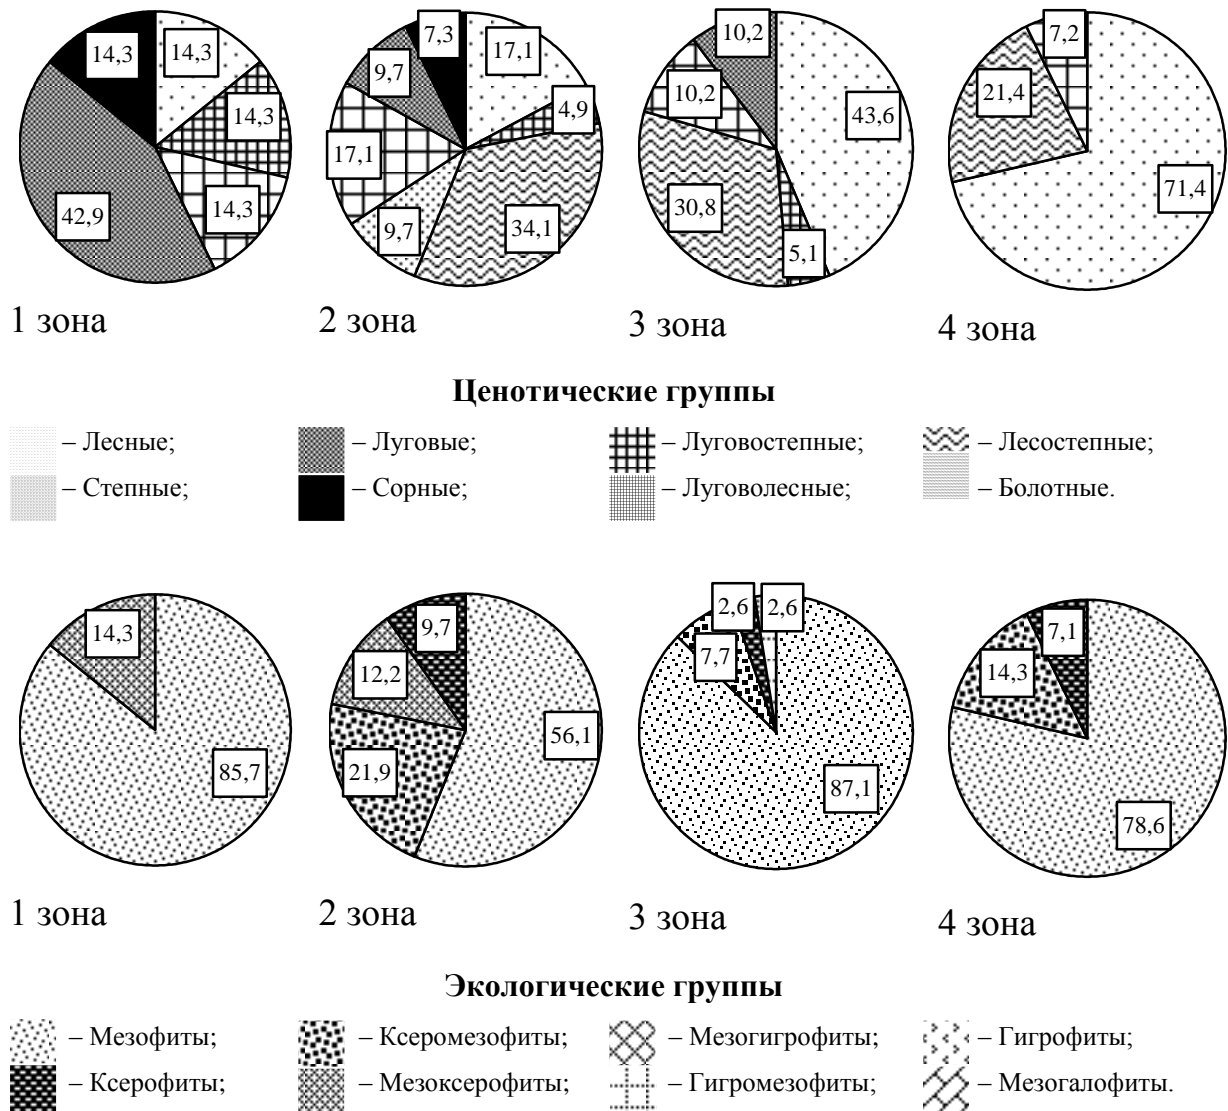 14,3 14,3 14,3 14,3 42,9
7,3 17,1 4,9 34,1 9,7 17,1 9,7
10,2 43,6 5,1 30,8 10,2
7,2 21,4 71,4
1 зона 2 зона 3 зона 4 зона
Ценотические группы
– Лесные; – Луговые; – Луговостепные; – Лесостепные;
– Степные; – Сорные; – Луговолесные; – Болотные.
14,3 85,7
9,7 12,2 21,9 56,1
2,6 2,6 7,7 87,1
7,1 14,3 78,6
1 зона 2 зона 3 зона 4 зона
Экологические группы
– Мезофиты; – Ксеромезофиты; – Мезогигрофиты; – Гигрофиты;
– Ксерофиты; – Мезоксерофиты; – Гигромезофиты; – Мезогалофиты.